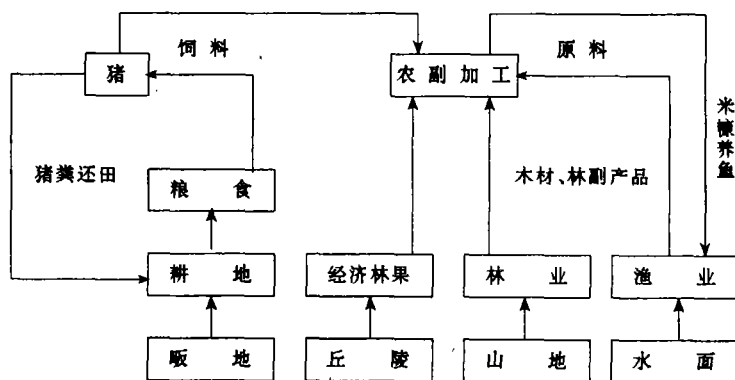 饲料
原料
猪
农副加工
米糠养鱼
猪粪还田
粮食
木材、林副产品
耕地
经济林果
林业
渔业
畈地
丘陵
山地
水面